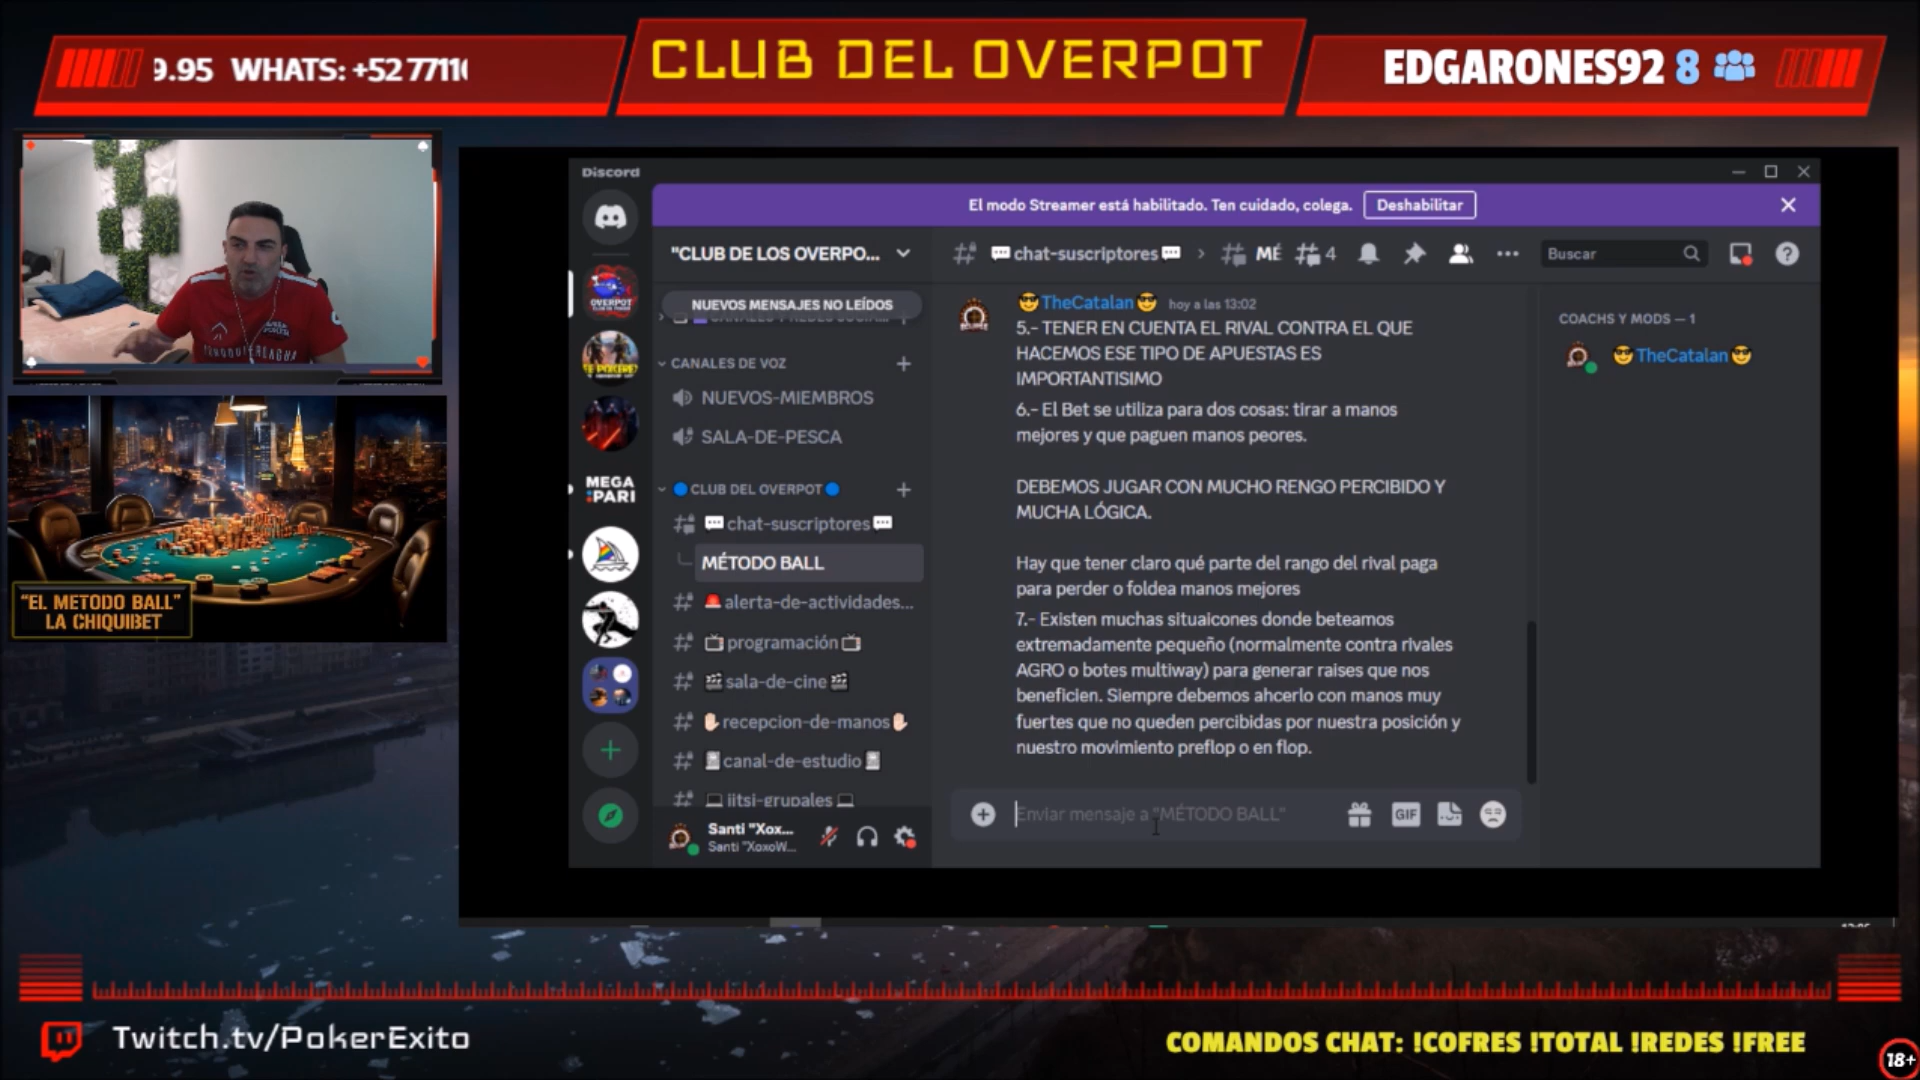 9.95 WHATS: +52 7711
CLUB DEL OVERPOT
EDGARONES92 8
Discord
El modo Streamer está habilitado. Ten cuidado, colega. Deshabilitar
"CLUB DE LOS OVERPO...
chat-suscriptores
MÉ
4
Buscar
NUEVOS MENSAJES NO LEÍDOS
CANALES DE VOZ
NUEVOS-MIEMBROS
SALA-DE-PESCA
CLUB DEL OVERPOT
chat-suscriptores
MÉTODO BALL
alerta-de-actividades...
programación
sala-de-cine
recepcion-de-manos
canal-de-estudio
jitsi-grupales
Santi "Xox...
Santi "XoxoW...
OVERPOT
MEGA
PARI
TheCatalan hoy a las 13:02
5.- TENER EN CUENTA EL RIVAL CONTRA EL QUE
HACEMOS ESE TIPO DE APUESTAS ES
IMPORTANTISIMO
6.- El Bet se utiliza para dos cosas: tirar a manos
mejores y que paguen manos peores.
DEBEMOS JUGAR CON MUCHO RENGO PERCIBIDO Y
MUCHA LÓGICA.
Hay que tener claro qué parte del rango del rival paga
para perder o foldea manos mejores
7.- Existen muchas situaicones donde beteamos
extremadamente pequeño (normalmente contra rivales
AGRO o botes multiway) para generar raises que nos
beneficien. Siempre debemos ahcerlo con manos muy
fuertes que no queden percibidas por nuestra posición y
nuestro movimiento preflop o en flop.
Enviar mensaje a "MÉTODO BALL"
GIF
COACHS Y MODS — 1
TheCatalan
"EL METODO BALL"
LA CHIQUIBET
Twitch.tv/PokerExito
COMANDOS CHAT: !COFRES !TOTAL !REDES !FREE
18+